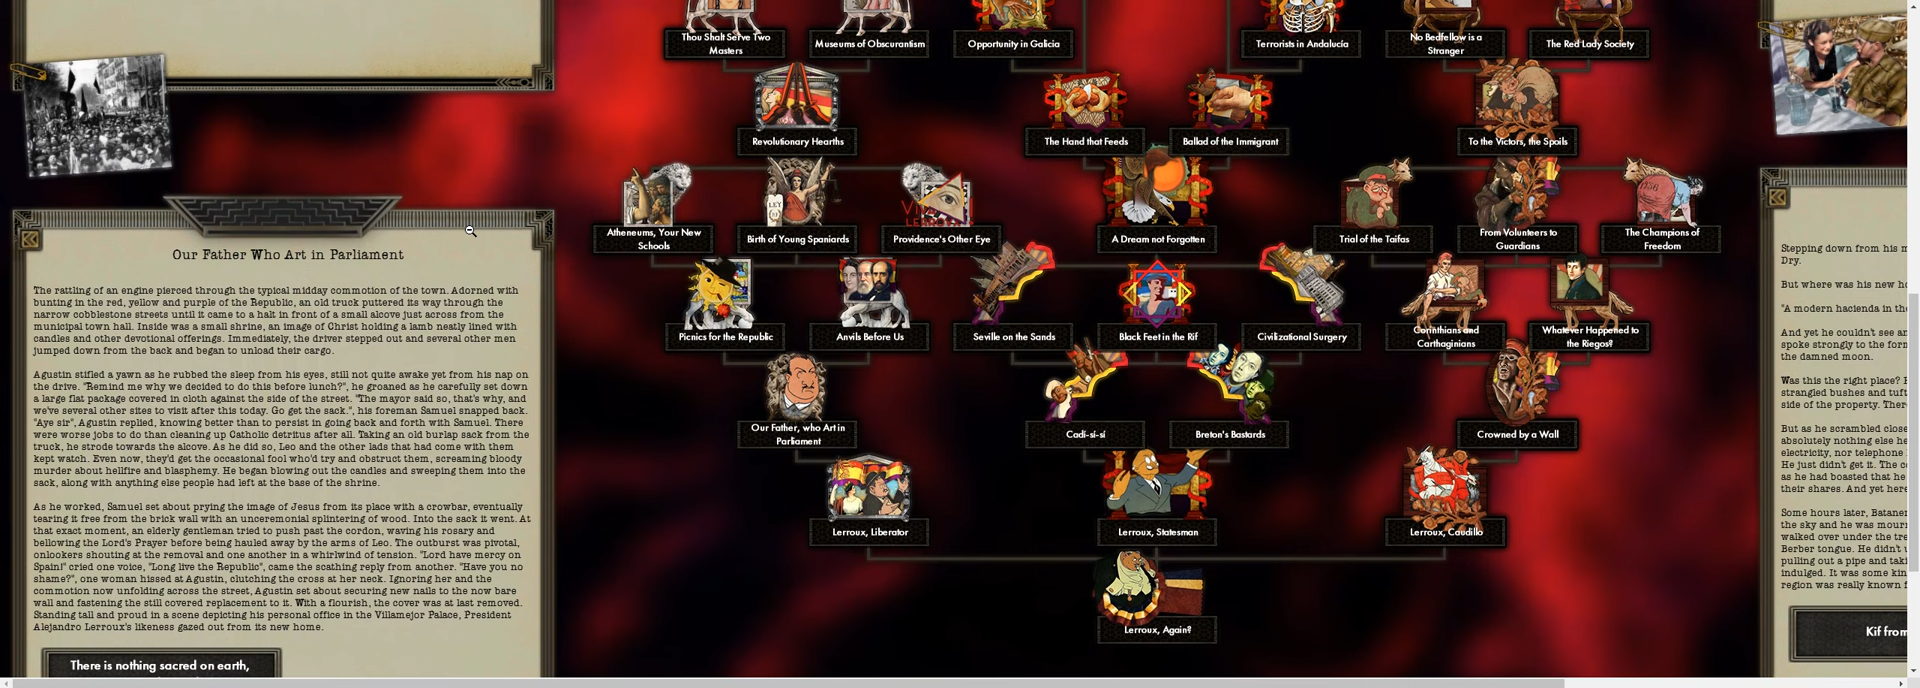 Our Father Who Art in Parliament
The rattling of an engine pierced through the typical midday commotion of the town. Adorned with
bunting in the red, yellow and purple of the Republic, an old truck puttered its way through the
narrow cobblestone streets until it came to a halt in front of a small alcove just across from the
municipal town hall. Inside was a small shrine, an image of Christ holding a lamb neatly lined with
candles and other devotional offerings. Immediately, the driver stepped out and several other men
jumped down from the back and began to unload their cargo.
Agustin stifled a yawn as he rubbed the sleep from his eyes, still not quite awake yet from his nap on
the drive. "Remind me why we decided to do this before lunch?", he groaned as he carefully set down
a large flat package covered in cloth against the side of the street. "The mayor said so, that's why, and
we've several other sites to visit after this today. Go get the sack.", his foreman Samuel snapped back.
"Aye sir", Agustin replied, knowing better than to persist in going back and forth with Samuel. There
were worse jobs to do than cleaning up Catholic detritus after all. Taking an old burlap sack from the
truck, he strode towards the alcove. As he did so, Leo and the other lads that had come with them
kept watch. Even now, they'd get the occasional fool who'd try and obstruct them, screaming bloody
murder about hellfire and blasphemy. He began blowing out the candles and sweeping them into the
sack, along with anything else people had left at the base of the shrine.
As he worked, Samuel set about prying the image of Jesus from its place with a crowbar, eventually
tearing it free from the brick wall with an unceremonial splintering of wood. Into the sack it went. At
that exact moment, an elderly gentleman tried to push past the cordon, waving his rosary and
bellowing the Lord's Prayer before being hauled away by the arms of Leo. The outburst was pivotal,
onlookers shouting at the removal and one another in a whirlwind of tension. "Lord have mercy on
Spain!" cried one voice, "Long live the Republic", came the scathing reply from another. "Have you no
shame?", one woman hissed at Agustin, clutching the cross at her neck. Ignoring her and the
commotion now unfolding across the street, Agustin set about securing new nails to the now bare
wall and fastening the still covered replacement to it. With a flourish, the cover was at last removed.
Standing tall and proud in a scene depicting his personal office in the Villamejor Palace, President
Alejandro Lerroux's likeness gazed out from its new home.
There is nothing sacred on earth,
Thou Shalt Serve Two
Masters
Museums of Obscurantism
Opportunity in Galicia
Terrorists in Andalucía
No Bedfellow is a
Stranger
The Red Lady Society
Revolutionary Hearths
The Hand that Feeds
Ballad of the Immigrant
To the Victors, the Spoils
LEY
Atheneums, Your New
Schools
Birth of Young Spaniards
Providence's Other Eye
A Dream not Forgotten
Trial of the Taifas
From Volunteers to
Guardians
The Champions of
Freedom
Picnics for the Republic
Anvils Before Us
Seville on the Sands
Black Feet in the Rif
Civilizational Surgery
Corinthians and
Carthaginians
Whatever Happened to
the Riegos?
Our Father, who Art in
Parliament
Cadi-si-si
Breton's Bastards
Crowned by a Wall
Lerroux, Liberator
Lerroux, Statesman
Lerroux, Caudillo
Lerroux, Again?
Stepping down from his
Dry.
But where was his new
"A modern hacienda in
And yet he couldn't see
spoke strongly to the
the damned moon.
Was this the right place?
strangled bushes and
side of the property.
But as he scrambled
absolutely nothing else
electricity, nor telephone
He just didn't get it. The
as he had boasted that he
their shares. And yet
Some hours later,
the sky and he was
walked over under the
Berber tongue. He didn't
pulling out a pipe and
indulged. It was some
region was really known
Kif from